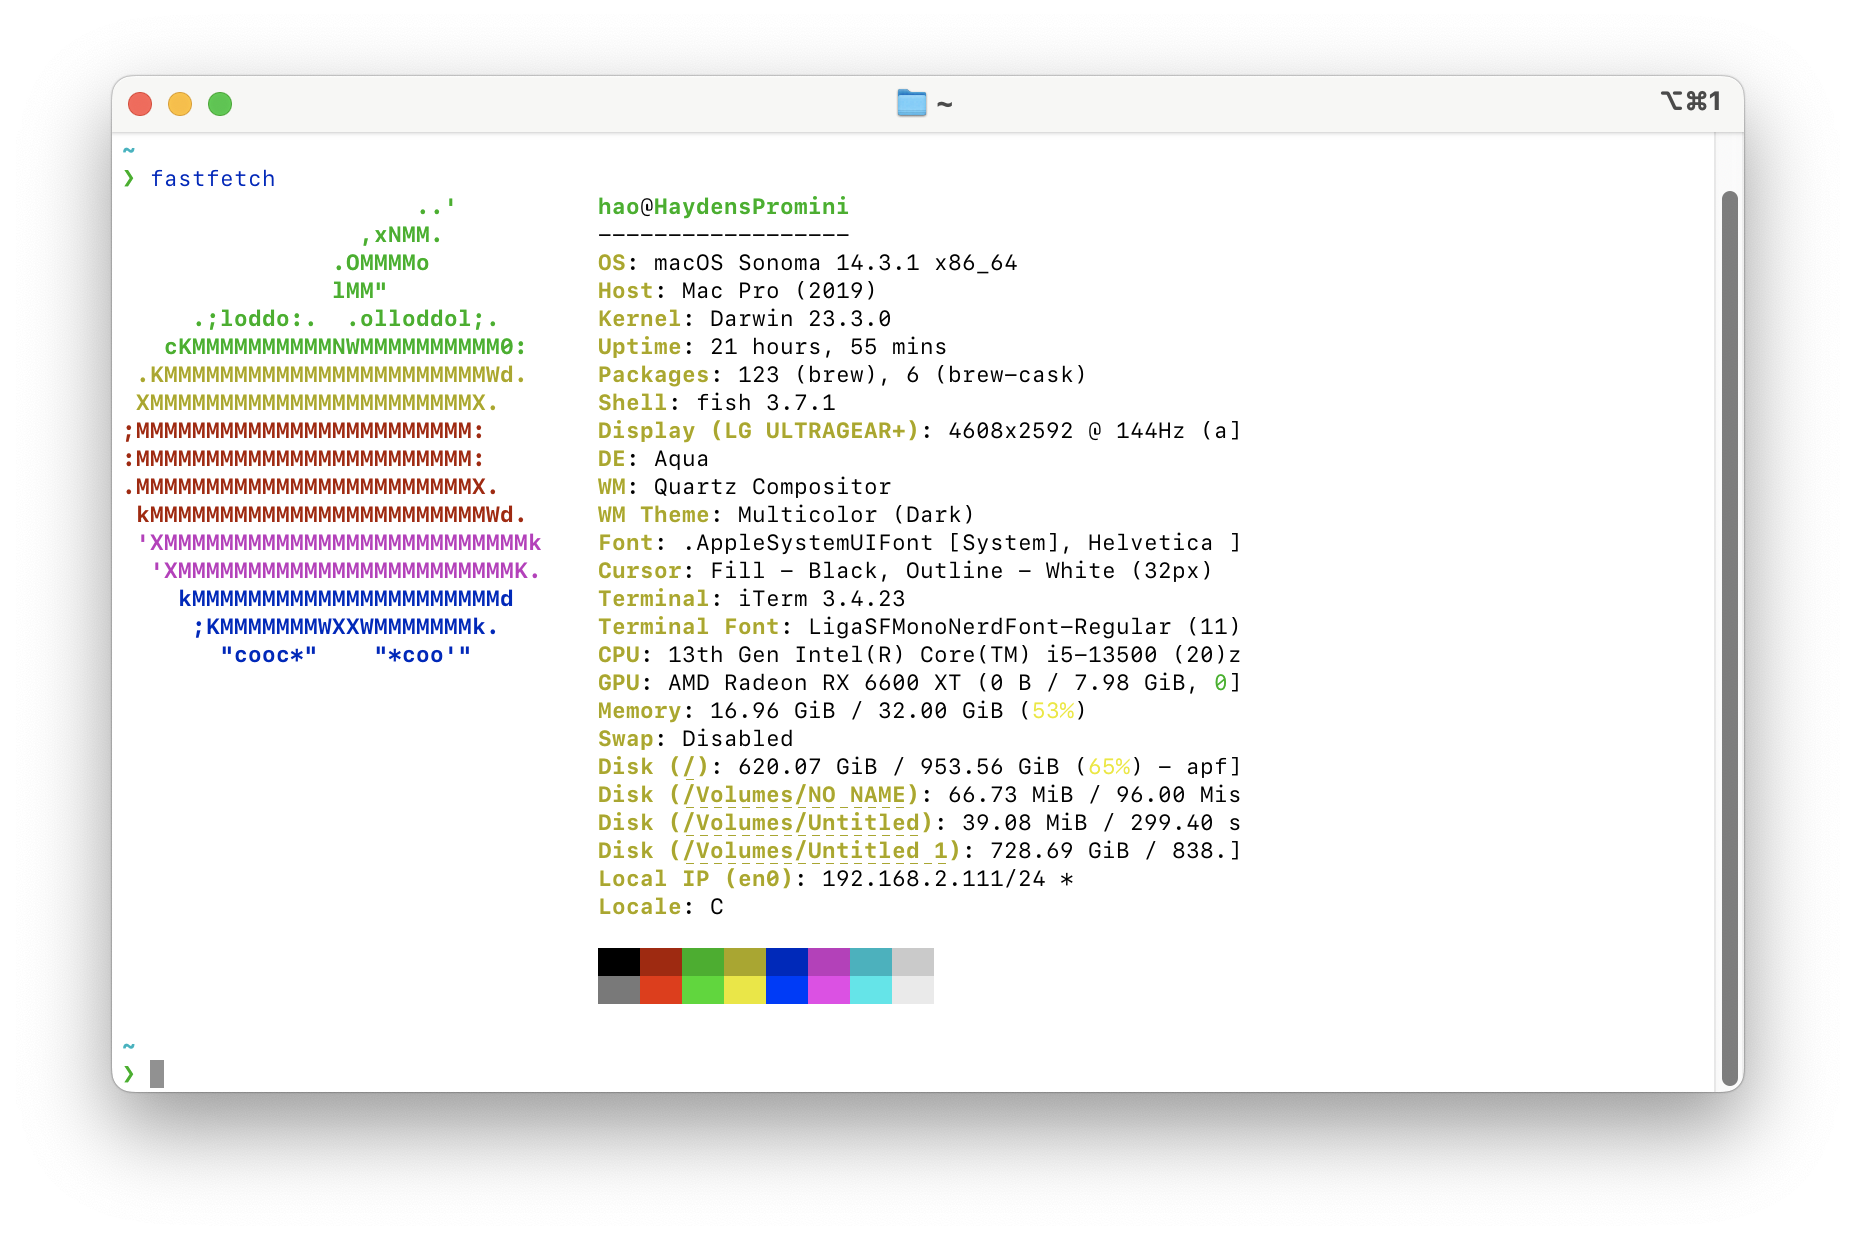 ~
⌥⌘1
~
❯ fastfetch
..'
,xNMM.
.OMMMMo
lMM"
.;loddo:.  .olloddol;.
cKMMMMMMMMMMNWMMMMMMMMMM0:
.KMMMMMMMMMMMMMMMMMMMMMMMWd.
XMMMMMMMMMMMMMMMMMMMMMMMX.
;MMMMMMMMMMMMMMMMMMMMMMMM:
:MMMMMMMMMMMMMMMMMMMMMMMM:
.MMMMMMMMMMMMMMMMMMMMMMMMX.
kMMMMMMMMMMMMMMMMMMMMMMMMWd.
'XMMMMMMMMMMMMMMMMMMMMMMMMMMk
'XMMMMMMMMMMMMMMMMMMMMMMMMK.
kMMMMMMMMMMMMMMMMMMMMMMd
;KMMMMMMMWXXWMMMMMMMk.
"cooc*"    "*coo'"
hao@HaydensPromini
------------------
OS: macOS Sonoma 14.3.1 x86_64
Host: Mac Pro (2019)
Kernel: Darwin 23.3.0
Uptime: 21 hours, 55 mins
Packages: 123 (brew), 6 (brew-cask)
Shell: fish 3.7.1
Display (LG ULTRAGEAR+): 4608x2592 @ 144Hz (a]
DE: Aqua
WM: Quartz Compositor
WM Theme: Multicolor (Dark)
Font: .AppleSystemUIFont [System], Helvetica ]
Cursor: Fill - Black, Outline - White (32px)
Terminal: iTerm 3.4.23
Terminal Font: LigaSFMonoNerdFont-Regular (11)
CPU: 13th Gen Intel(R) Core(TM) i5-13500 (20)z
GPU: AMD Radeon RX 6600 XT (0 B / 7.98 GiB, 0]
Memory: 16.96 GiB / 32.00 GiB (53%)
Swap: Disabled
Disk (/): 620.07 GiB / 953.56 GiB (65%) - apf]
Disk (/Volumes/NO NAME): 66.73 MiB / 96.00 Mis
Disk (/Volumes/Untitled): 39.08 MiB / 299.40 s
Disk (/Volumes/Untitled 1): 728.69 GiB / 838.]
Local IP (en0): 192.168.2.111/24 *
Locale: C
~
❯